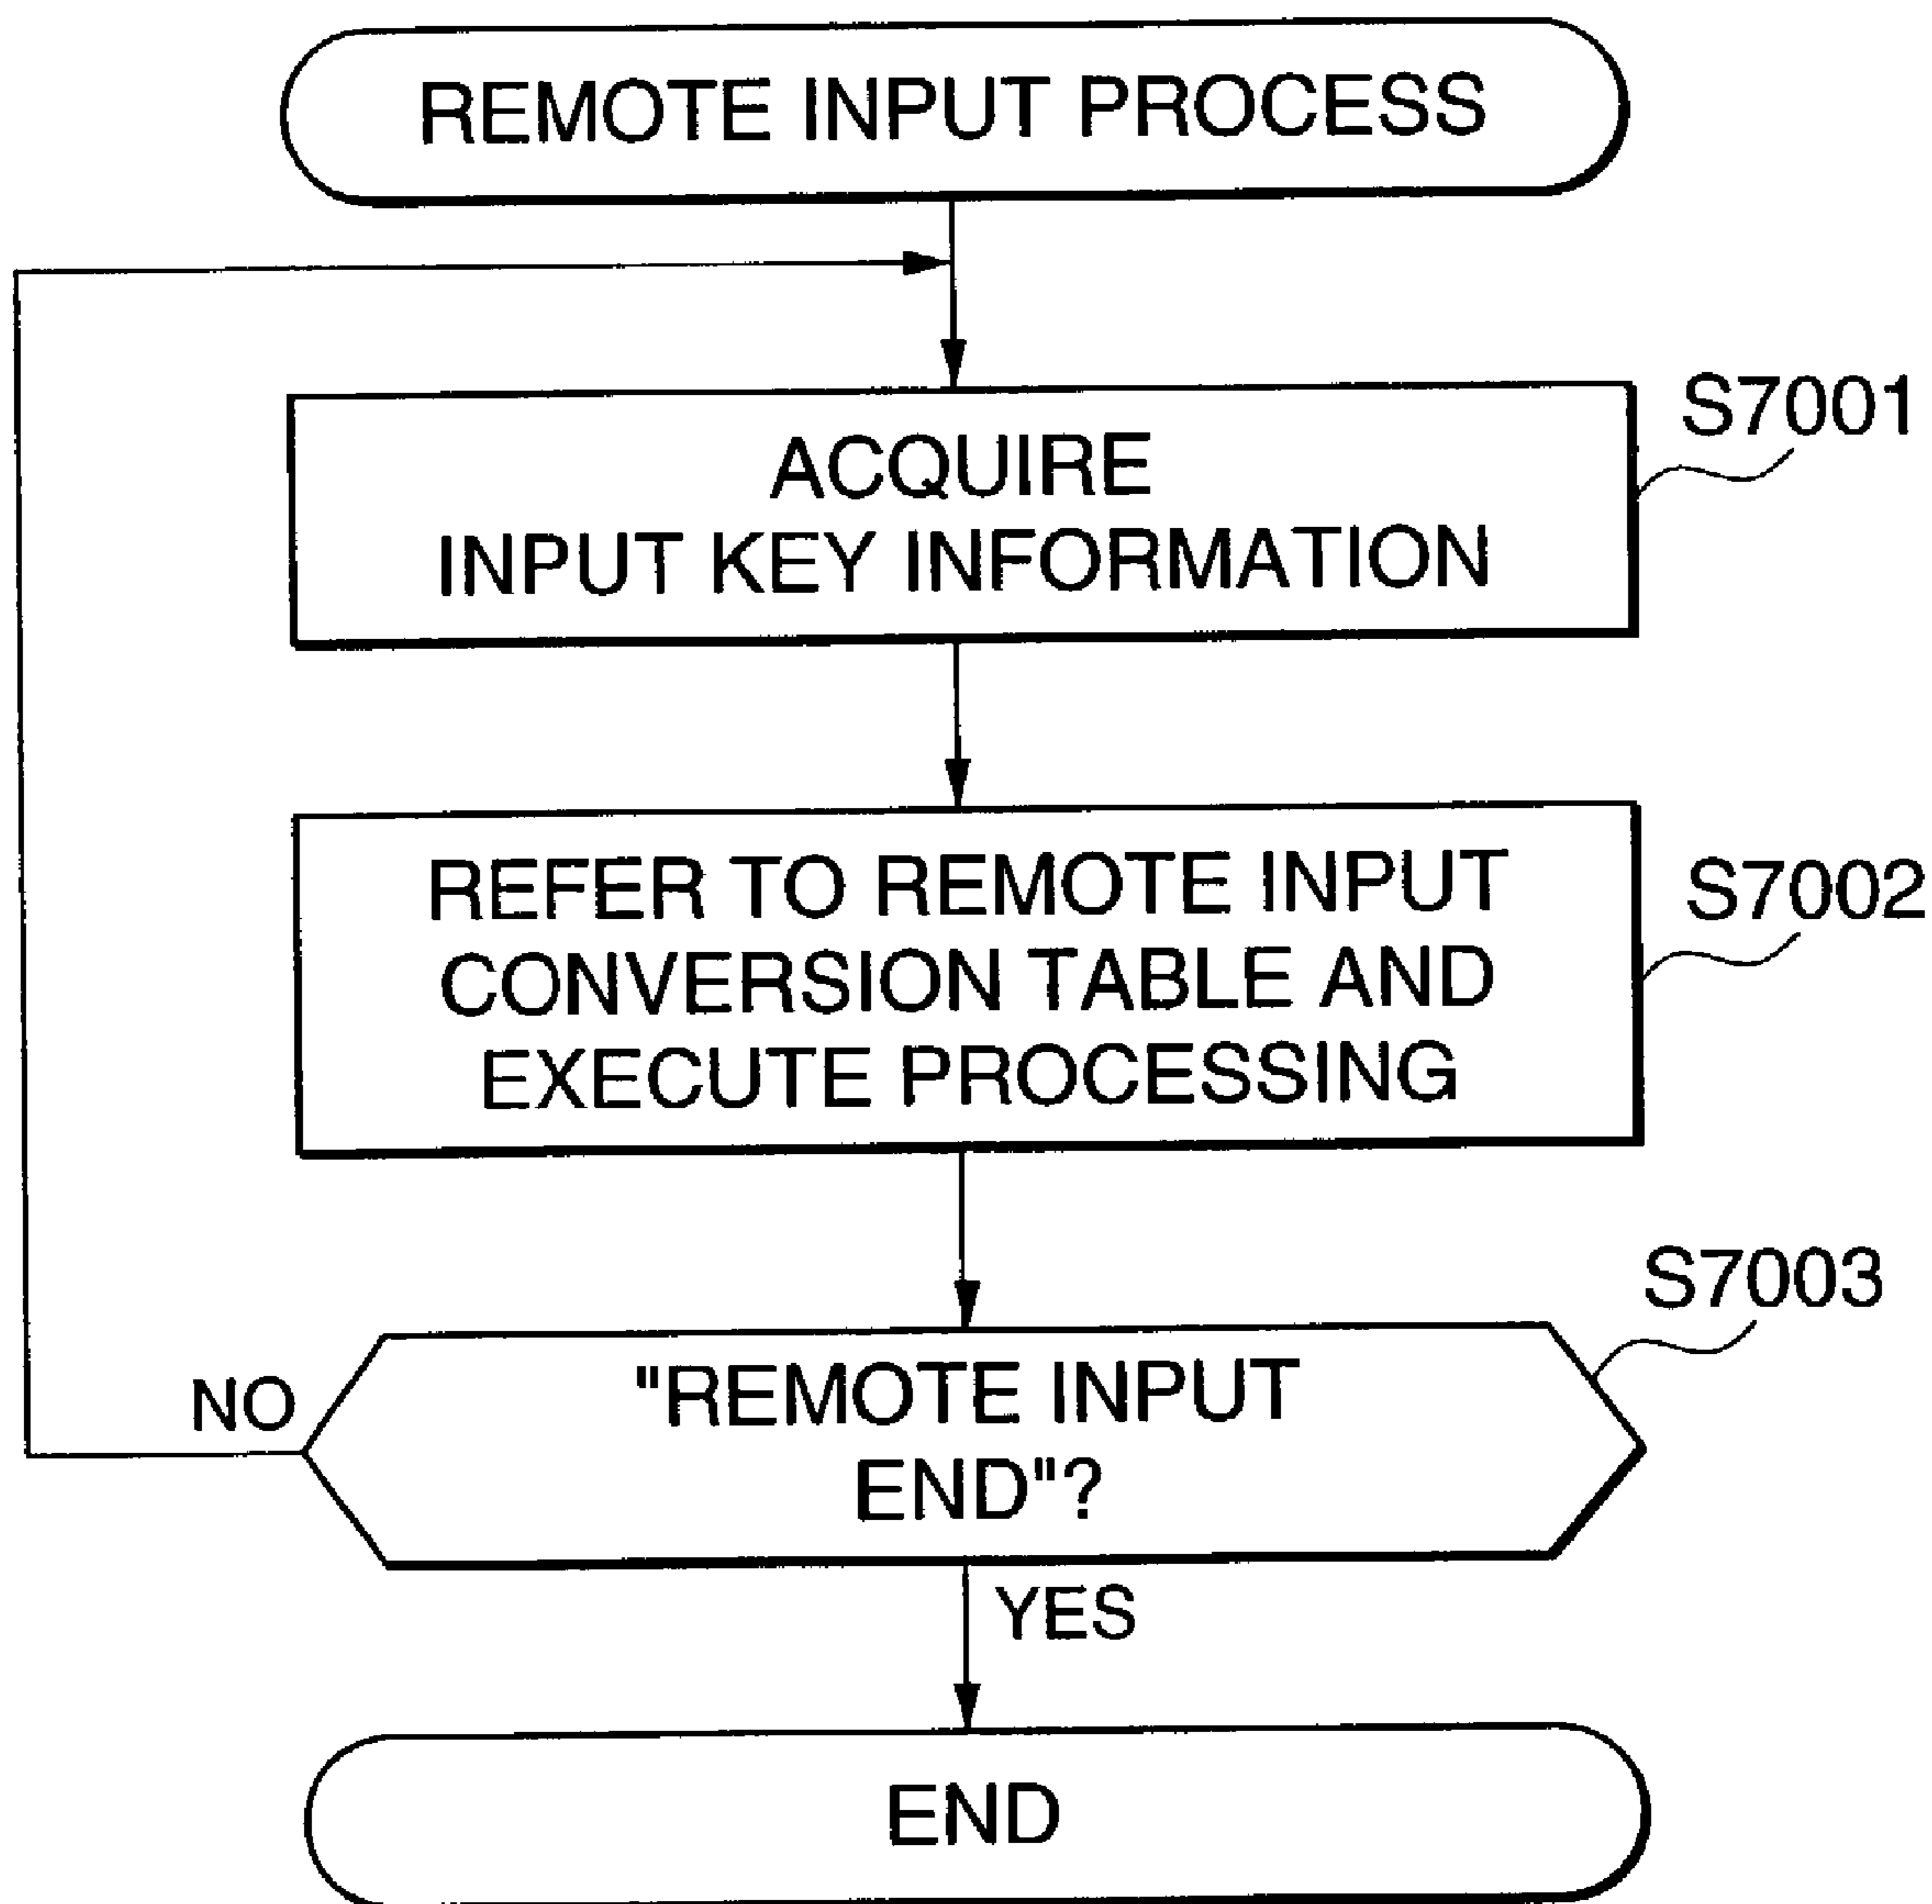 REMOTE INPUT PROCESS
S7001
ACQUIRE
INPUT KEY INFORMATION
S7002
REFER TO REMOTE INPUT
CONVERSION TABLE AND
EXECUTE PROCESSING
S7003
NO
"REMOTE INPUT
END"?
YES
END